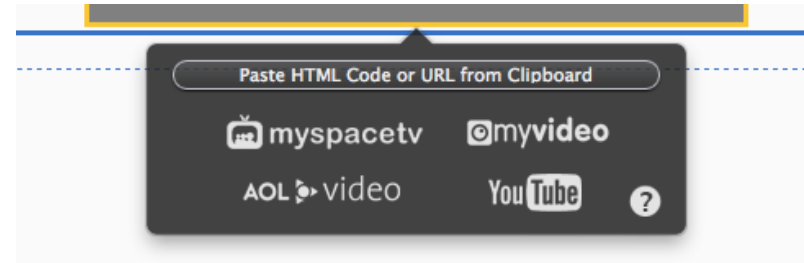 Paste HTML Code or URL from Clipboard
myspacetv
myvideo
AOL video
YouTube
?